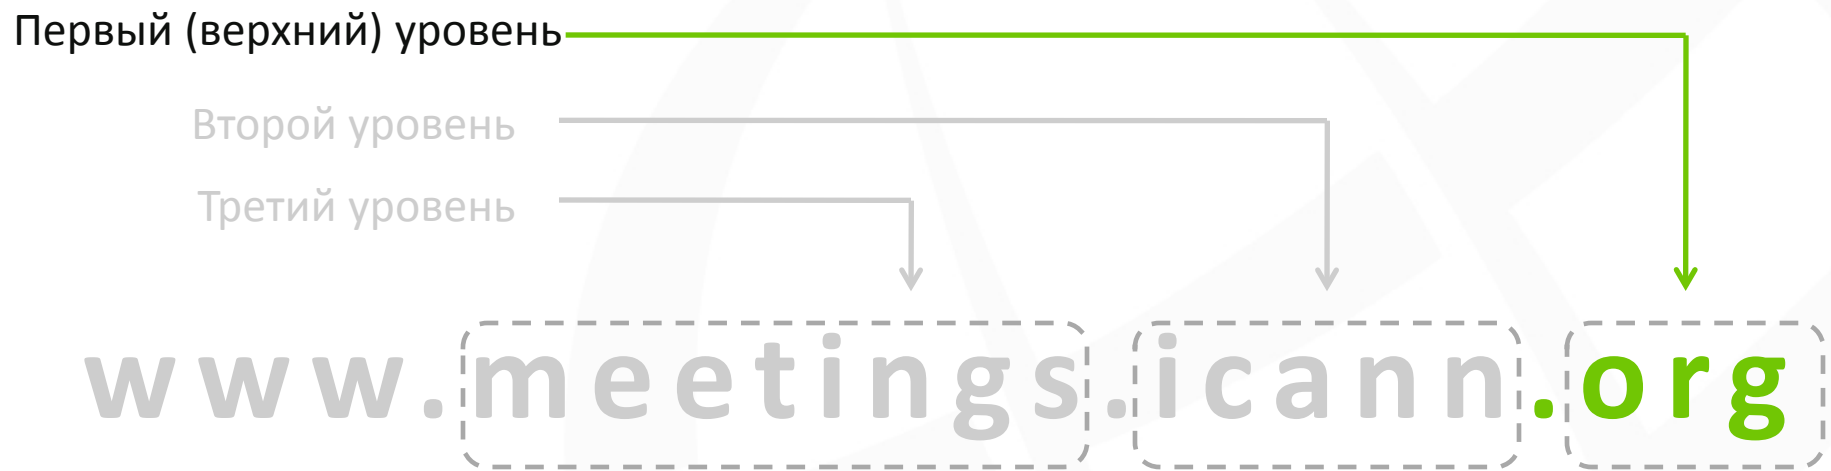 Первый (верхний) уровень
Второй уровень
Третий уровень
www.meetings.icann.org